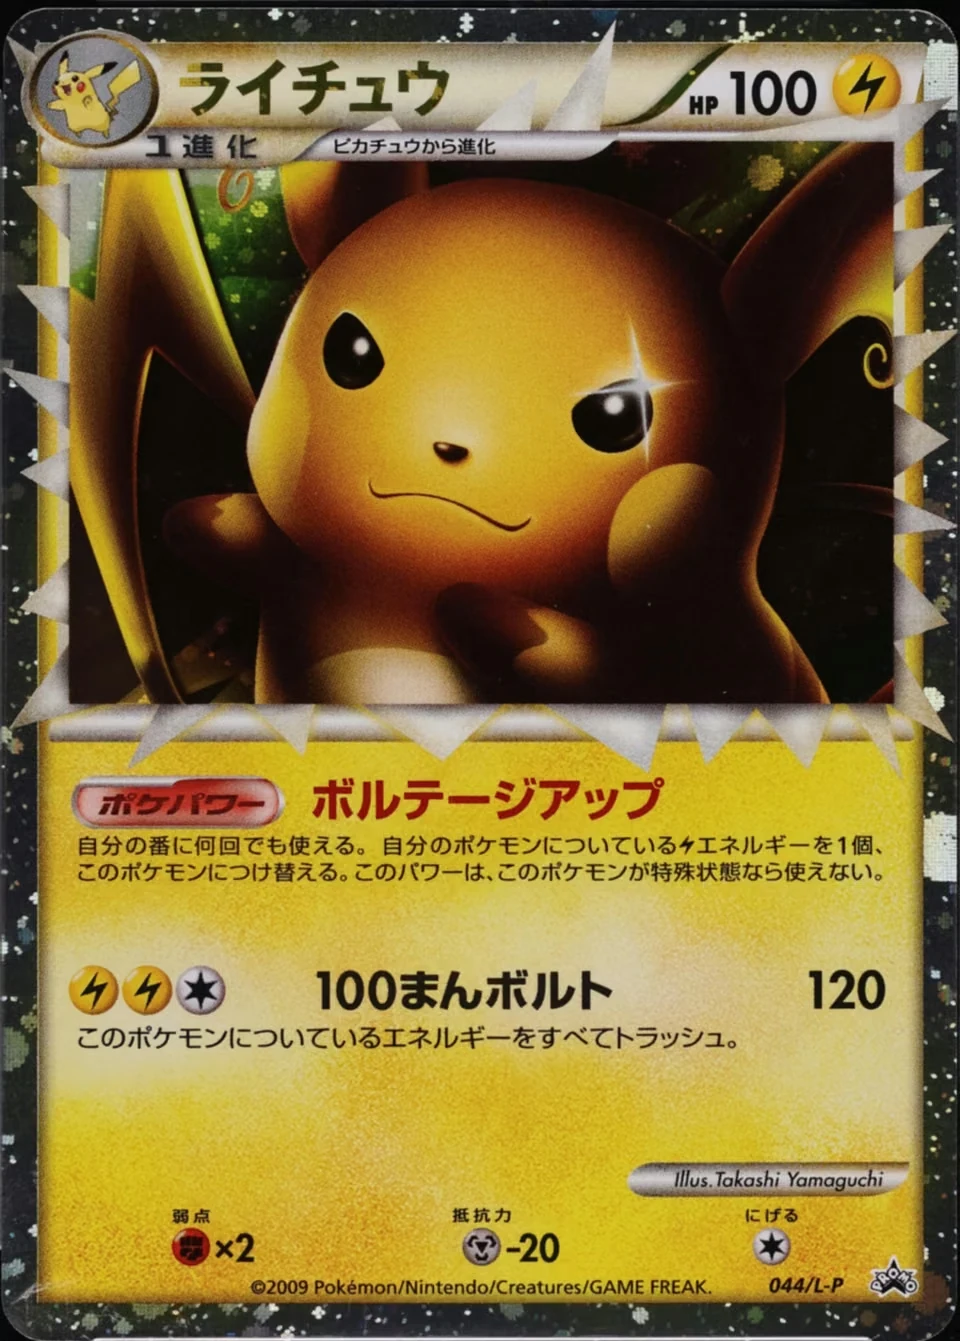 ライチュウ
HP 100
1進化
ピカチュウから進化
ポケパワー ボルテージアップ
自分の番に何回でも使える。自分のポケモンについている⚡エネルギーを1個、
このポケモンにつけ替える。このパワーは、このポケモンが特殊状態なら使えない。
100まんボルト 120
このポケモンについているエネルギーをすべてトラッシュ。
Illus.Takashi Yamaguchi
弱点 抵抗力 にげる
×2 -20
©2009 Pokémon/Nintendo/Creatures/GAME FREAK. 044/L-P PROMO